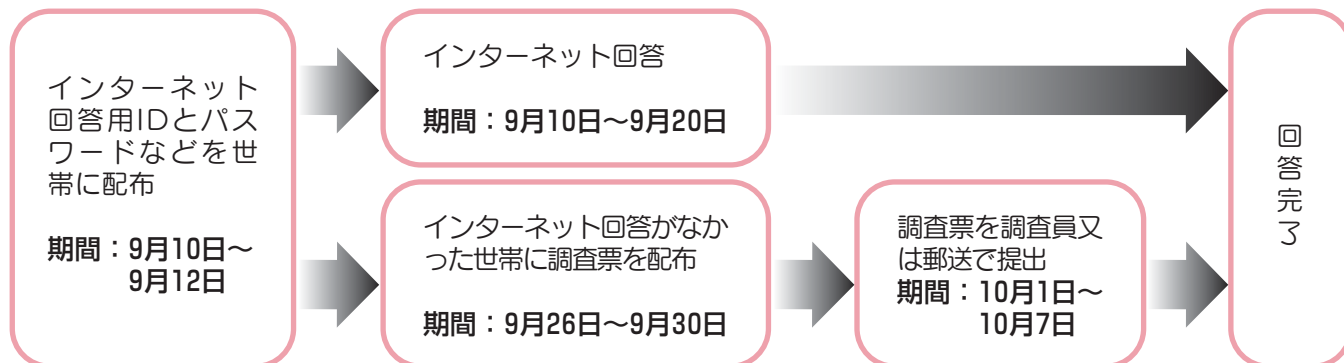 インターネット
回答用IDとパス
ワードなどを世
帯に配布
期間：9月10日〜
9月12日
インターネット回答
期間：9月10日〜9月20日
インターネット回答がなか
った世帯に調査票を配布
期間：9月26日〜9月30日
調査票を調査員又
は郵送で提出
期間：10月1日〜
10月7日
回答完了